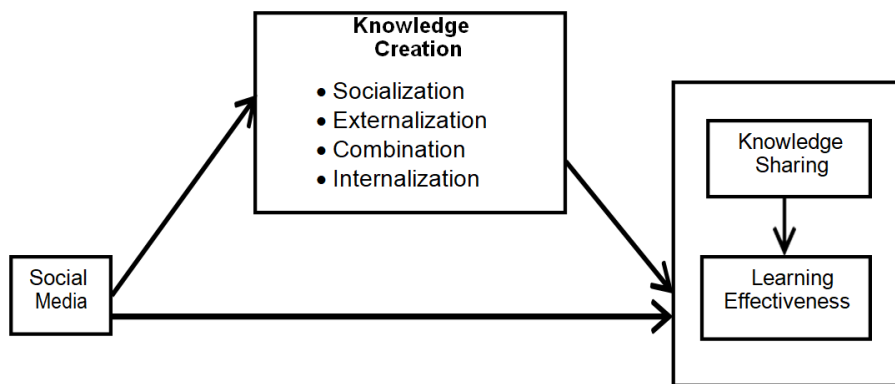 Knowledge
Creation
• Socialization
• Externalization
• Combination
• Internalization
Knowledge
Sharing
Social
Media
Learning
Effectiveness